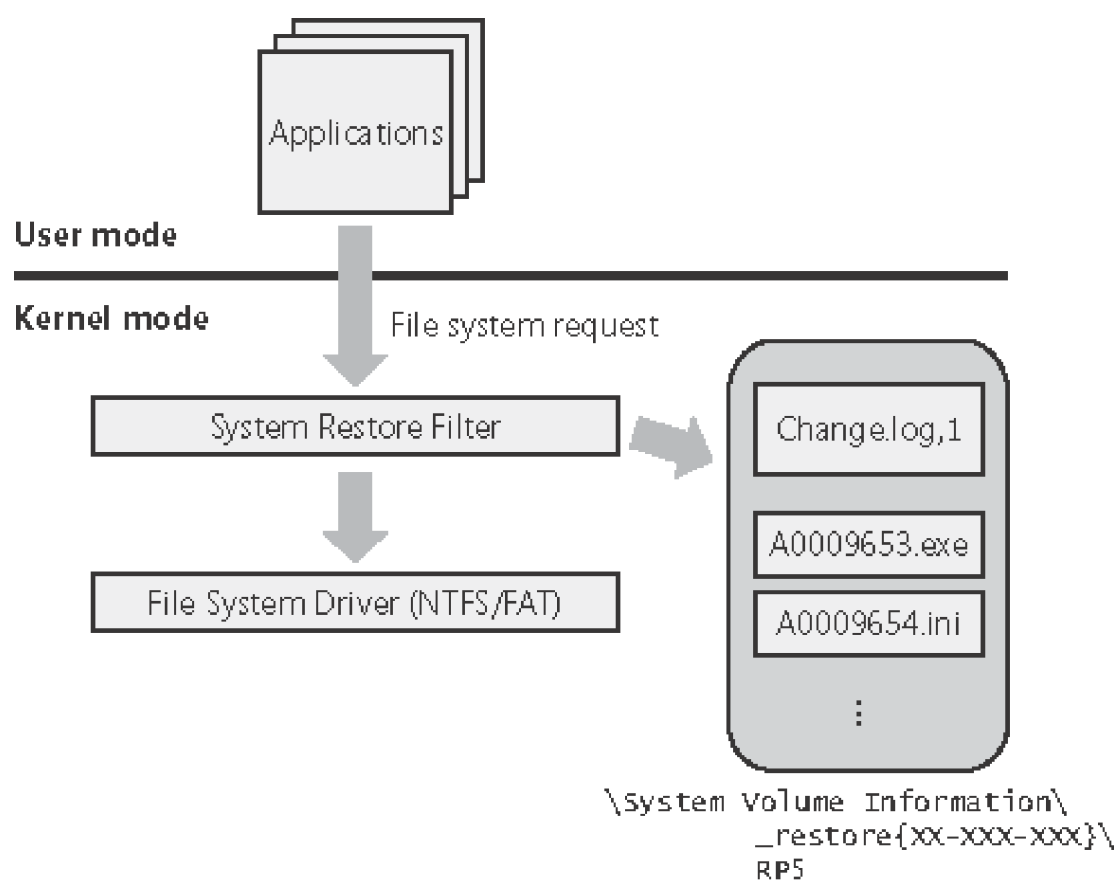 Applications
User mode
Kernel mode
File system request
System Restore Filter
Change.log,1
A0009653.exe
File System Driver (NTFS/FAT)
A0009654.ini
⋮
\System Volume Information\
_restore{XX-XXX-XXX}\
RP5